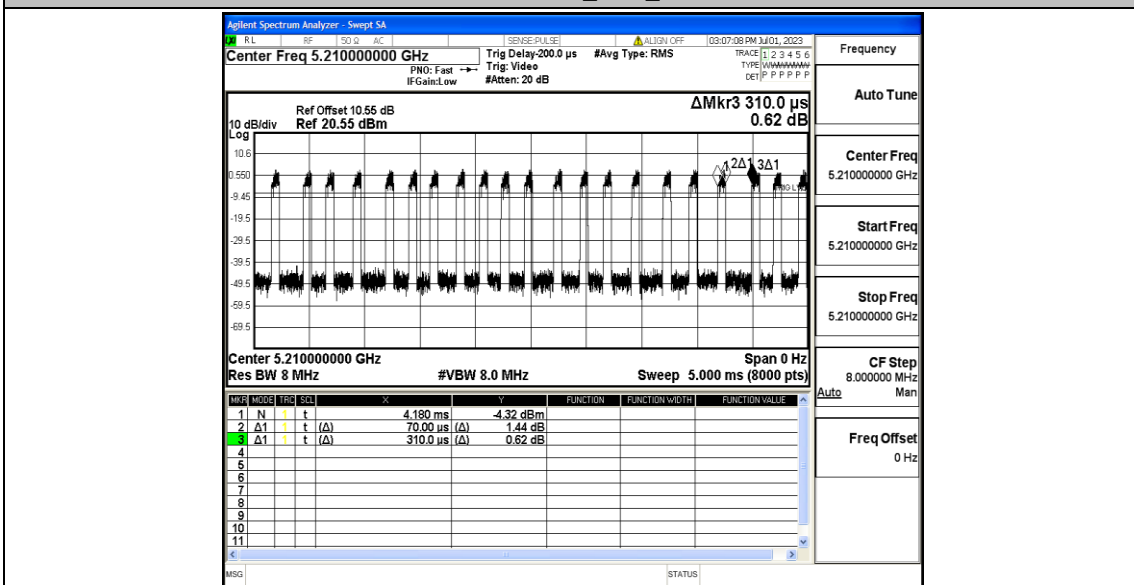 Agilent Spectrum Analyzer - Swept SA
RL RF 50 Ω AC SENSE:PULSE ALIGN OFF 03:07:08 PM Jul 01, 2023
Center Freq 5.210000000 GHz
PNO: Fast
IFGain:Low
Trig Delay-200.0 µs
Trig: Video
#Atten: 20 dB
#Avg Type: RMS
TRACE 1 2 3 4 5 6
TYPE
DET P P P P P P
Ref Offset 10.55 dB
Ref 20.55 dBm
10 dB/div
Log
ΔMkr3 310.0 µs
0.62 dB
10.6
0.550
-9.45
-19.5
-29.5
-39.5
-49.5
-59.5
-69.5
1 2Δ1 3Δ1
Center 5.210000000 GHz Span 0 Hz
Res BW 8 MHz #VBW 8.0 MHz Sweep 5.000 ms (8000 pts)
MKR MODE TRC SCL X Y FUNCTION FUNCTION WIDTH FUNCTION VALUE
1 N 1 t 4.180 ms -4.32 dBm
2 Δ1 1 t (Δ) 70.00 µs (Δ) 1.44 dB
3 Δ1 1 t (Δ) 310.0 µs (Δ) 0.62 dB
4
5
6
7
8
9
10
11
MSG STATUS
Frequency
Auto Tune
Center Freq
5.210000000 GHz
Start Freq
5.210000000 GHz
Stop Freq
5.210000000 GHz
CF Step
8.000000 MHz
Auto Man
Freq Offset
0 Hz